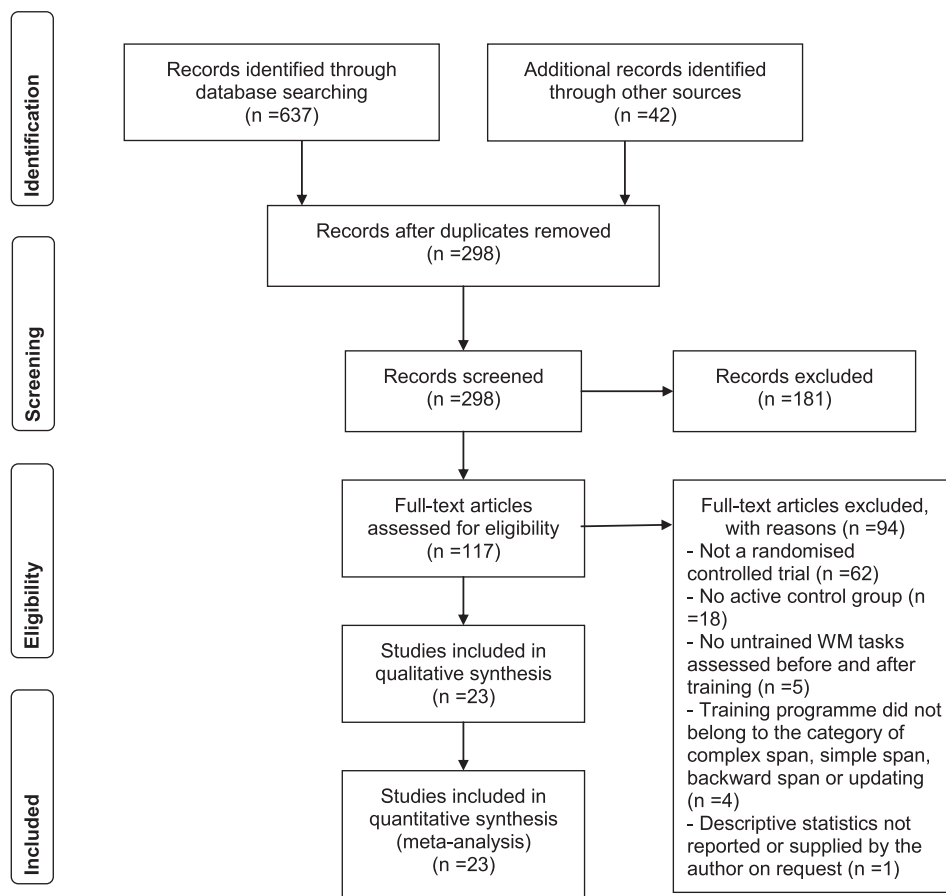 Identification
Records identified through
database searching
(n =637)
Additional records identified
through other sources
(n =42)
Records after duplicates removed
(n =298)
Screening
Records screened
(n =298)
Records excluded
(n =181)
Eligibility
Full-text articles
assessed for eligibility
(n =117)
Full-text articles excluded,
with reasons (n =94)
- Not a randomised
controlled trial (n =62)
- No active control group (n
=18)
- No untrained WM tasks
assessed before and after
training (n =5)
- Training programme did not
belong to the category of
complex span, simple span,
backward span or updating
(n =4)
- Descriptive statistics not
reported or supplied by the
author on request (n =1)
Studies included in
qualitative synthesis
(n =23)
Included
Studies included in
quantitative synthesis
(meta-analysis)
(n =23)